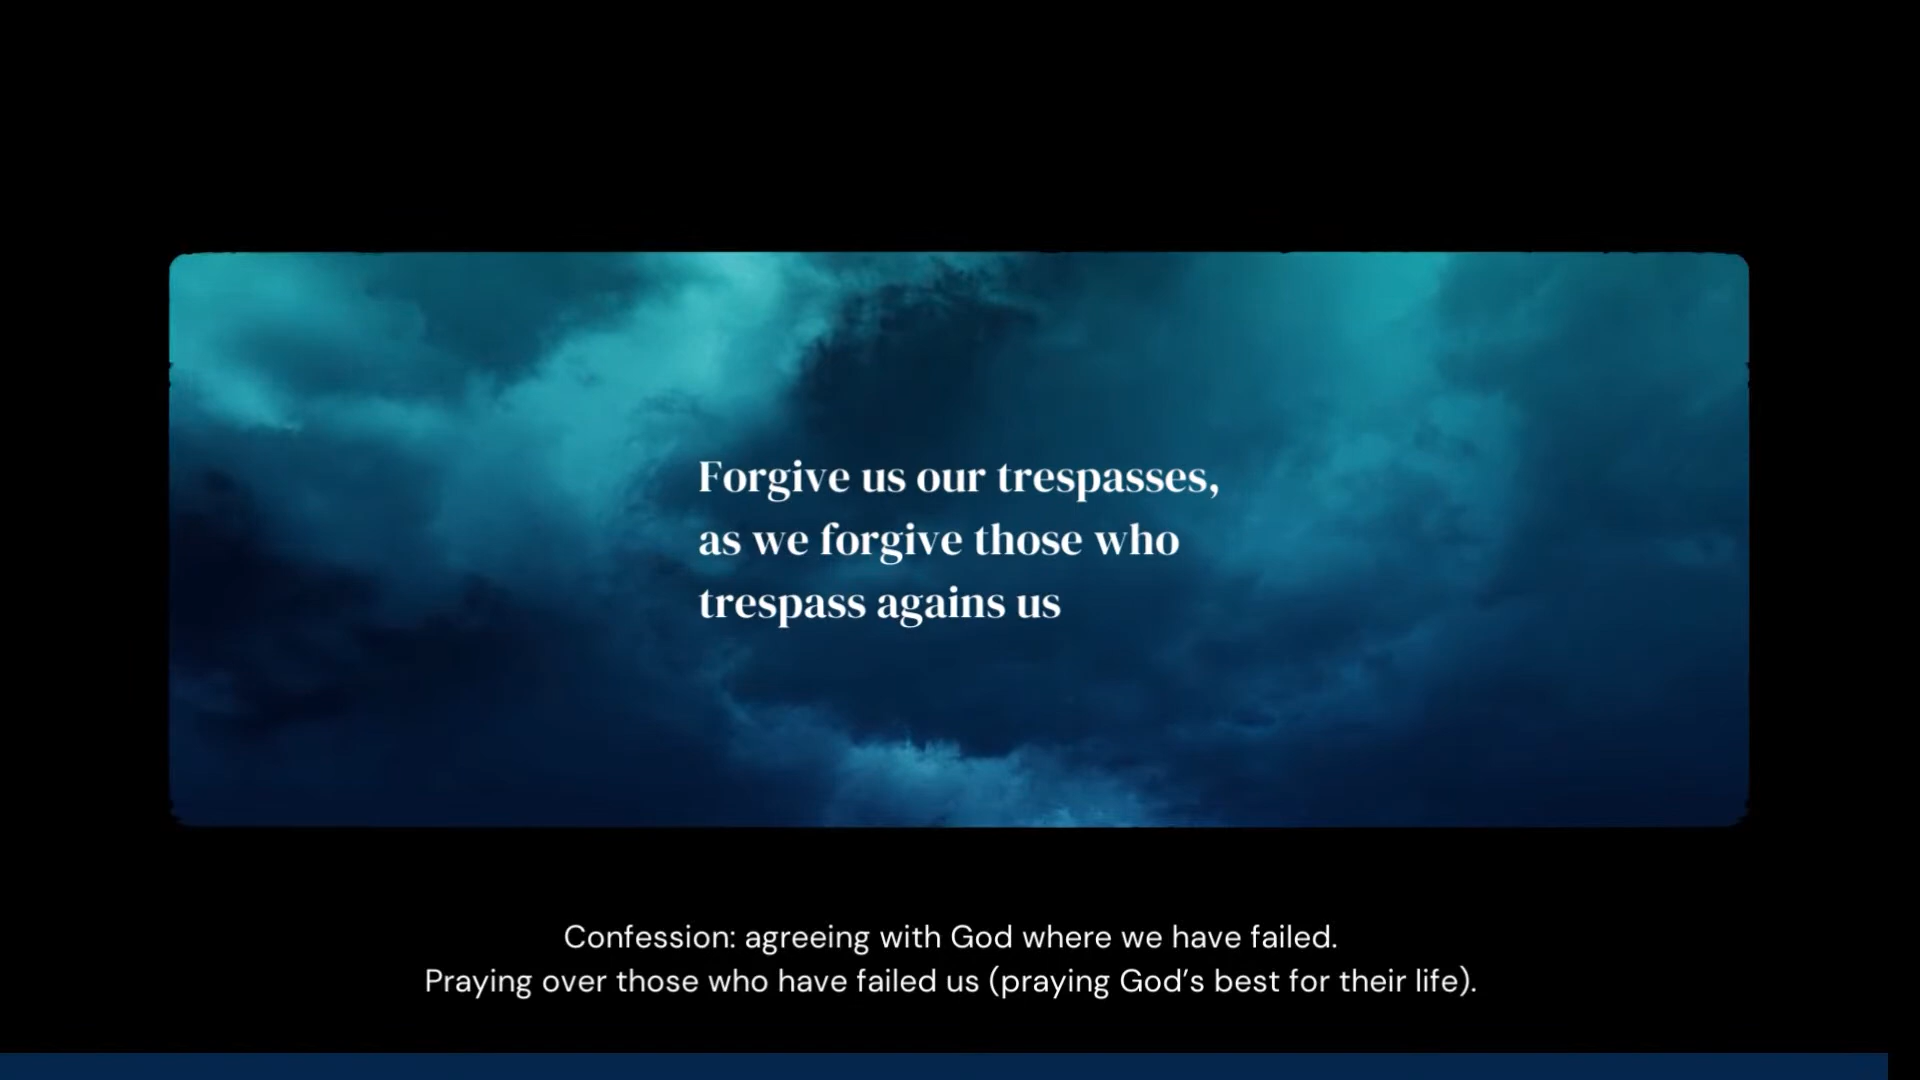 Forgive us our trespasses,
as we forgive those who
trespass agains us
Confession: agreeing with God where we have failed.
Praying over those who have failed us (praying God’s best for their life).